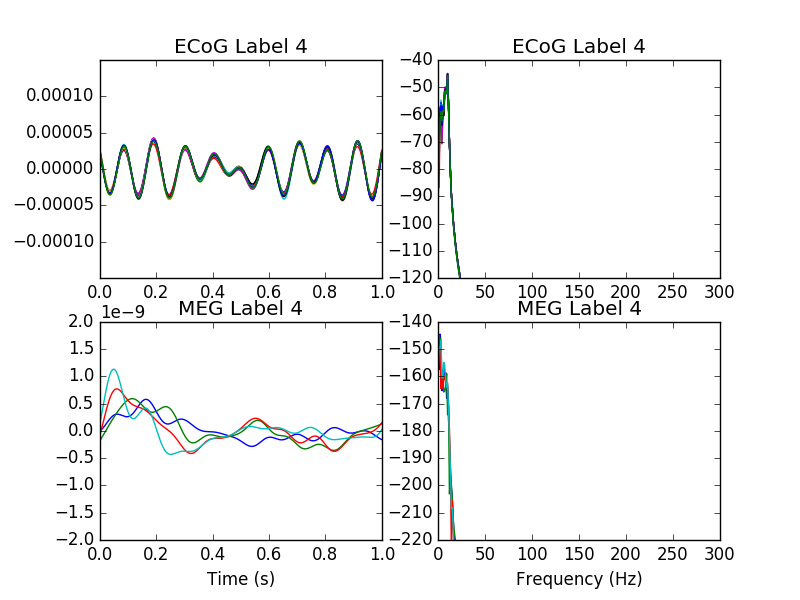 ECoG Label 4
0.00010
0.00005
0.00000
−0.00005
−0.00010
0.0 0.2 0.4 0.6 0.8 1.0
ECoG Label 4
−40
−50
−60
−70
−80
−90
−100
−110
−120
0 50 100 150 200 250 300
1e−9
MEG Label 4
2.0
1.5
1.0
0.5
0.0
−0.5
−1.0
−1.5
−2.0
0.0 0.2 0.4 0.6 0.8 1.0
Time (s)
MEG Label 4
−140
−150
−160
−170
−180
−190
−200
−210
−220
0 50 100 150 200 250 300
Frequency (Hz)